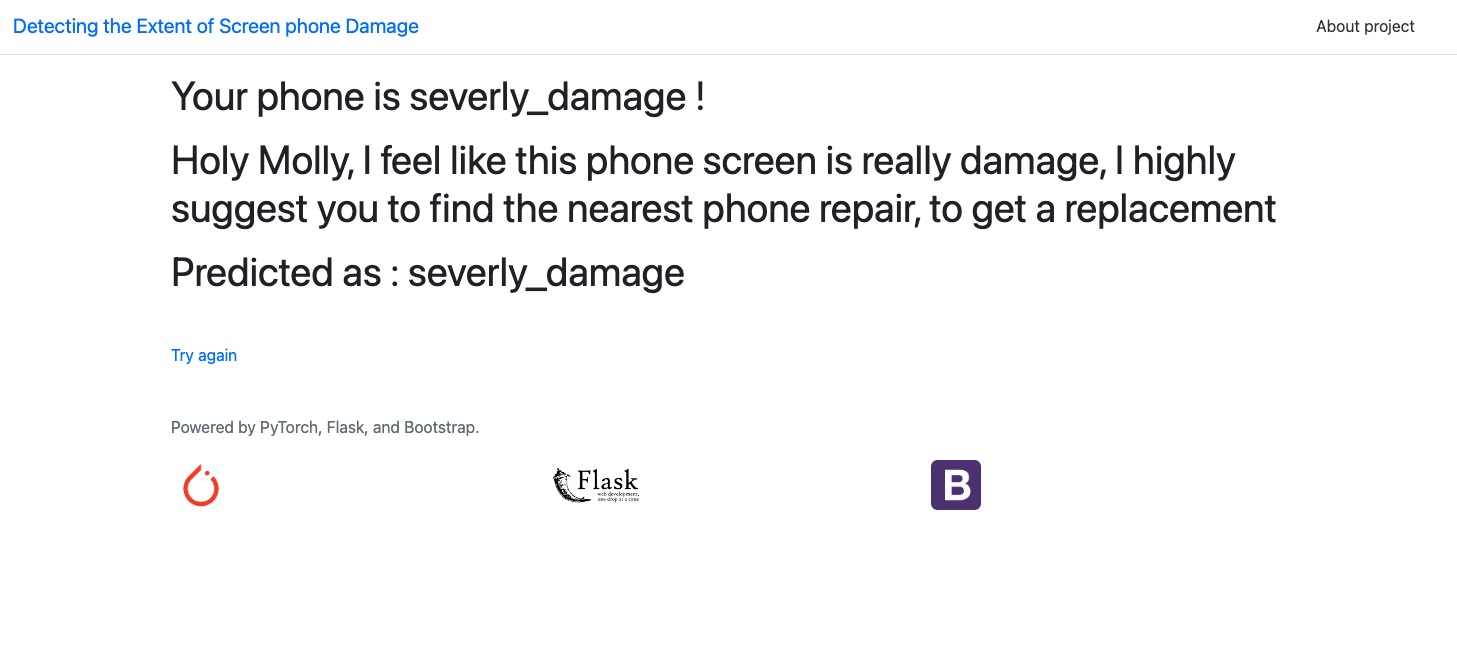 Detecting the Extent of Screen phone Damage
About project
Your phone is severly_damage !
Holy Molly, I feel like this phone screen is really damage, I highly
suggest you to find the nearest phone repair, to get a replacement
Predicted as : severly_damage
Try again
Powered by PyTorch, Flask, and Bootstrap.
Flask
web development,
one drop at a time
B